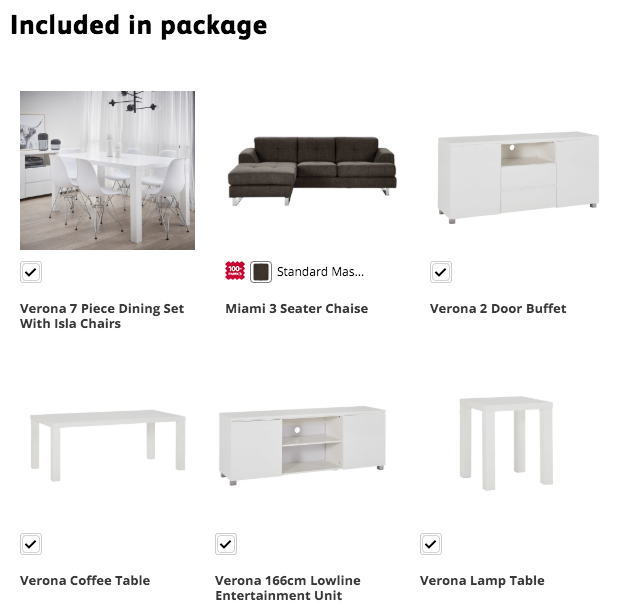 Included in package
Standard Mas...
Verona 7 Piece Dining Set
With Isla Chairs
Miami 3 Seater Chaise
Verona 2 Door Buffet
Verona Coffee Table
Verona 166cm Lowline
Entertainment Unit
Verona Lamp Table